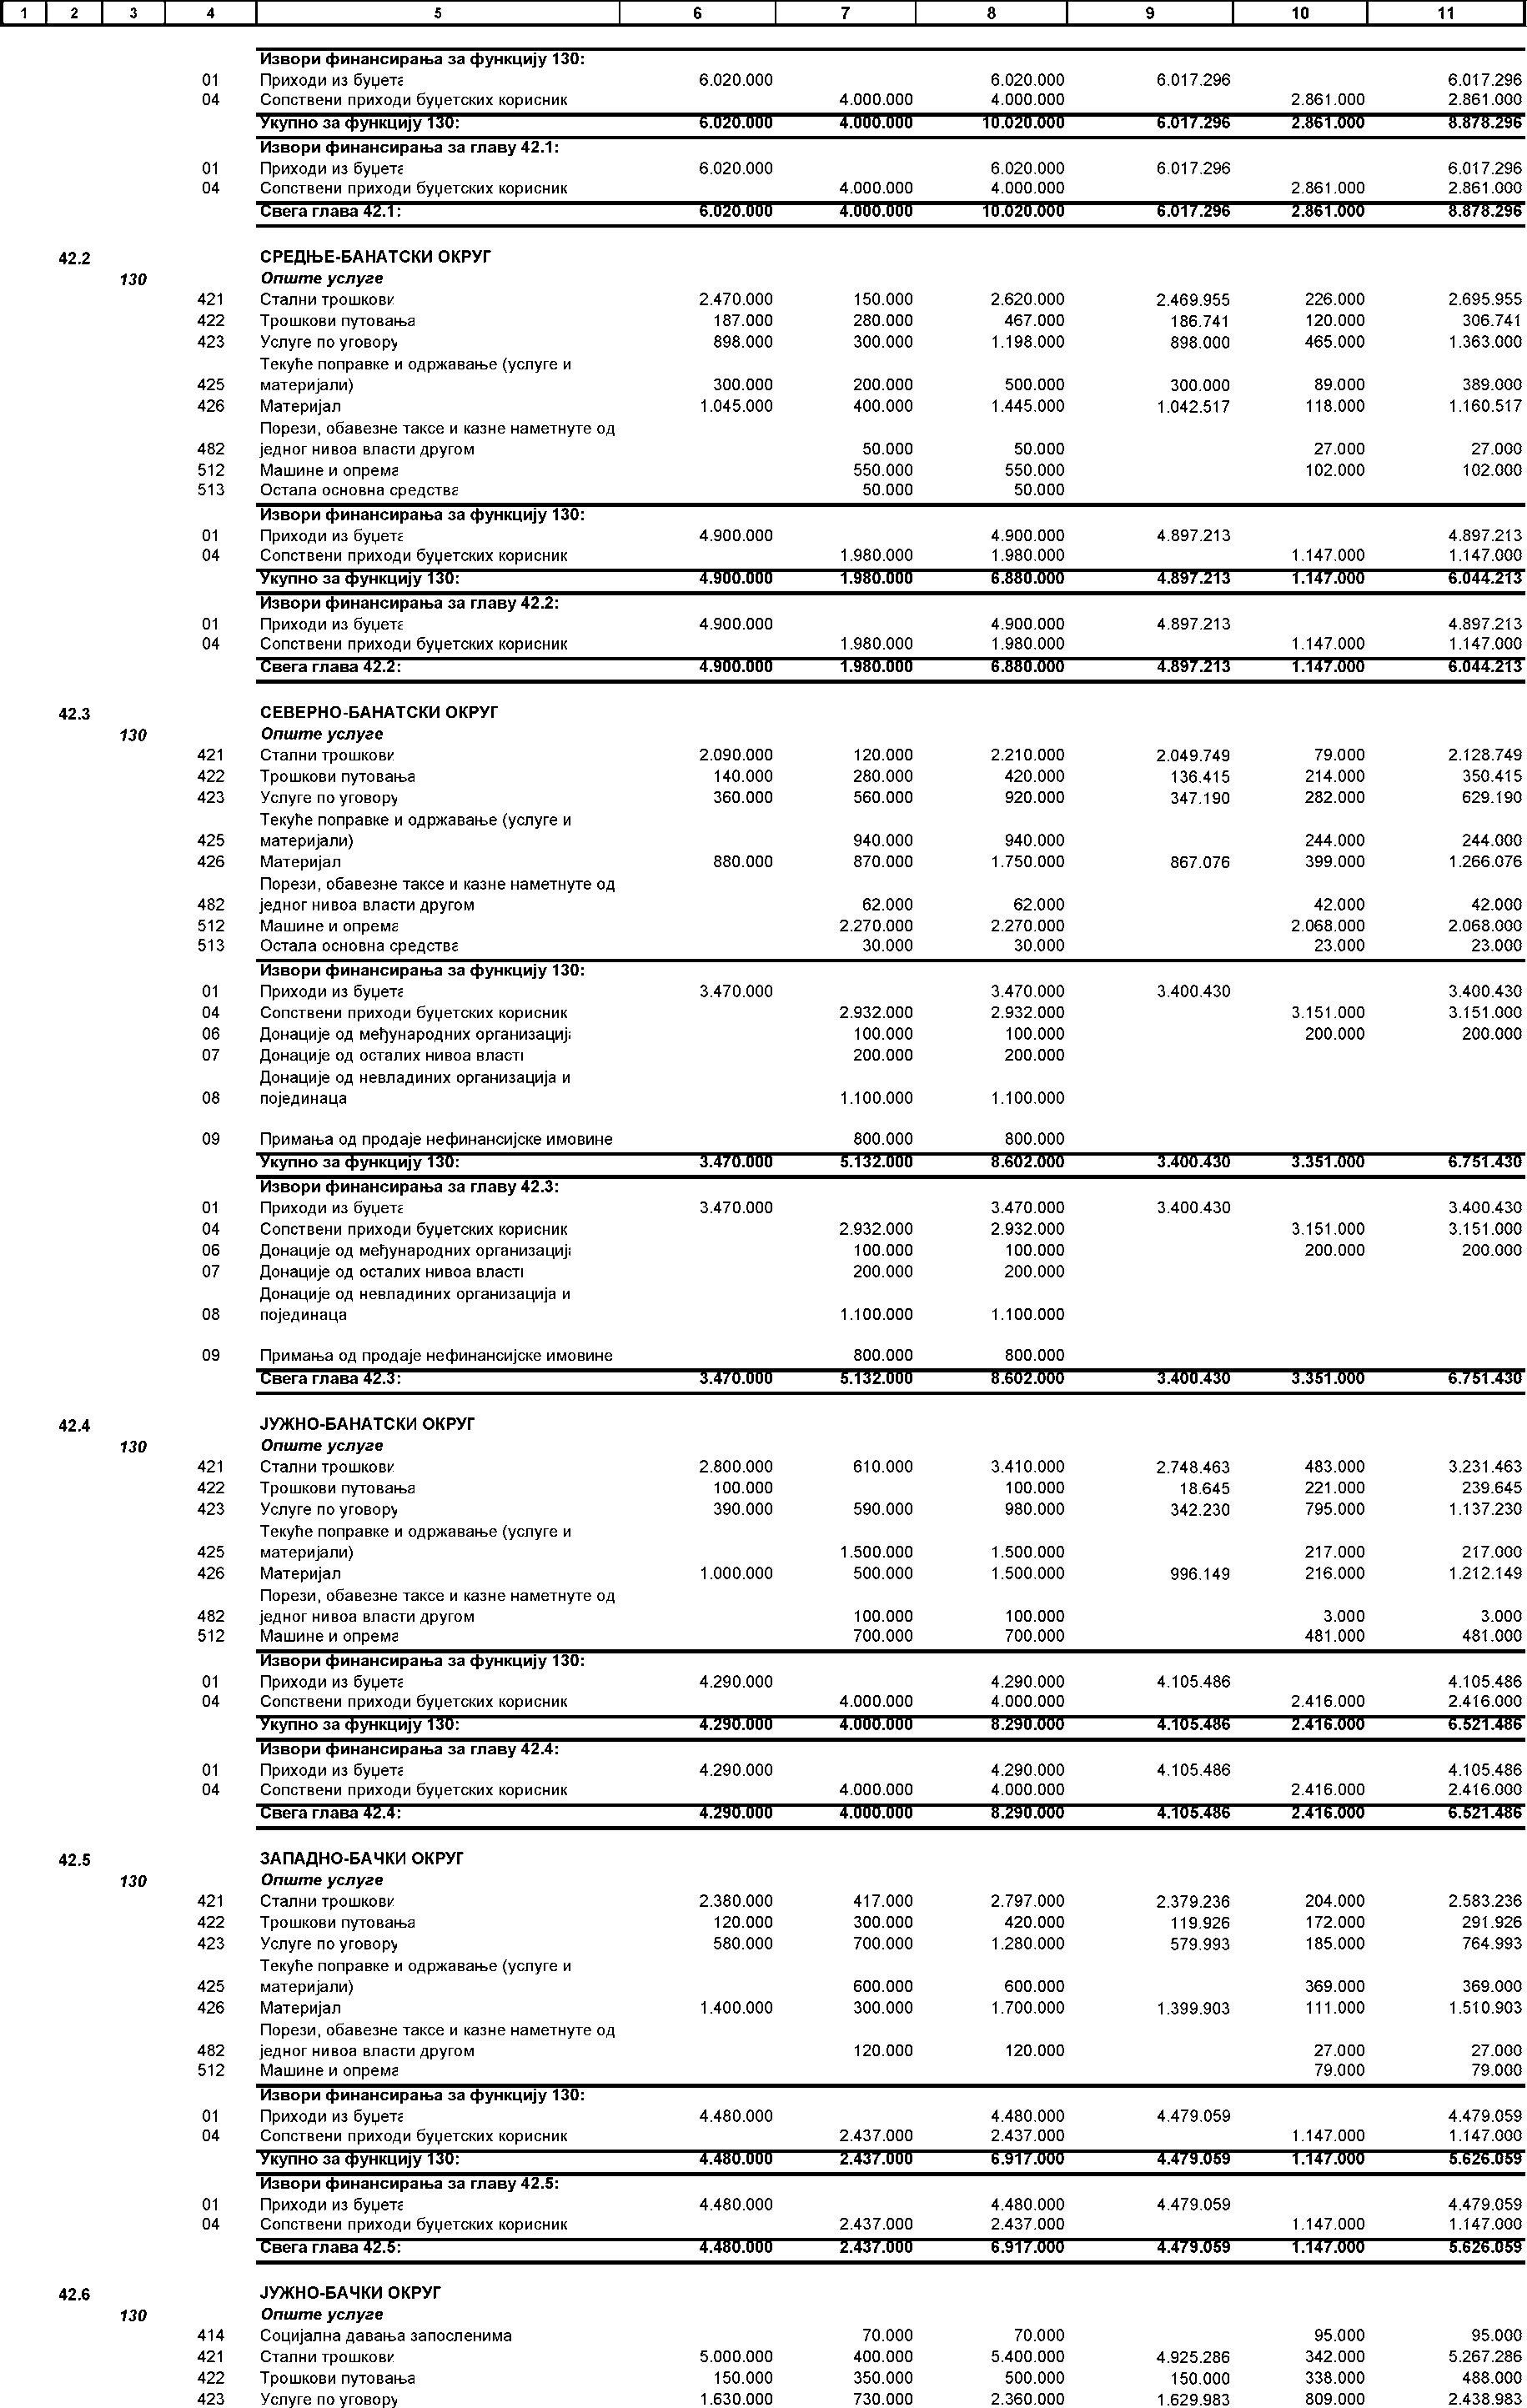 1 2 3 4 5 6 7 8 9 10 11
Извори финансирања за функцију 130:
01 Приходи из буџета 6.020.000 6.020.000 6.017.296 6.017.296
04 Сопствени приходи буџетских корисник 4.000.000 4.000.000 2.861.000 2.861.000
Укупно за функцију 130: 6.020.000 4.000.000 10.020.000 6.017.296 2.861.000 8.878.296
Извори финансирања за главу 42.1:
01 Приходи из буџета 6.020.000 6.020.000 6.017.296 6.017.296
04 Сопствени приходи буџетских корисник 4.000.000 4.000.000 2.861.000 2.861.000
Свега глава 42.1: 6.020.000 4.000.000 10.020.000 6.017.296 2.861.000 8.878.296
42.2 СРЕДЊЕ-БАНАТСКИ ОКРУГ
130 Опште услуге
421 Стални трошкови 2.470.000 150.000 2.620.000 2.469.955 226.000 2.695.955
422 Трошкови путовања 187.000 280.000 467.000 186.741 120.000 306.741
423 Услуге по уговору 898.000 300.000 1.198.000 898.000 465.000 1.363.000
Текуће поправке и одржавање (услуге и
425 материјали) 300.000 200.000 500.000 300.000 89.000 389.000
426 Материјал 1.045.000 400.000 1.445.000 1.042.517 118.000 1.160.517
Порези, обавезне таксе и казне наметнуте од
482 једног нивоа власти другом 50.000 50.000 27.000 27.000
512 Машине и опрема 550.000 550.000 102.000 102.000
513 Остала основна средства 50.000 50.000
Извори финансирања за функцију 130:
01 Приходи из буџета 4.900.000 4.900.000 4.897.213 4.897.213
04 Сопствени приходи буџетских корисник 1.980.000 1.980.000 1.147.000 1.147.000
Укупно за функцију 130: 4.900.000 1.980.000 6.880.000 4.897.213 1.147.000 6.044.213
Извори финансирања за главу 42.2:
01 Приходи из буџета 4.900.000 4.900.000 4.897.213 4.897.213
04 Сопствени приходи буџетских корисник 1.980.000 1.980.000 1.147.000 1.147.000
Свега глава 42.2: 4.900.000 1.980.000 6.880.000 4.897.213 1.147.000 6.044.213
42.3 СЕВЕРНО-БАНАТСКИ ОКРУГ
130 Опште услуге
421 Стални трошкови 2.090.000 120.000 2.210.000 2.049.749 79.000 2.128.749
422 Трошкови путовања 140.000 280.000 420.000 136.415 214.000 350.415
423 Услуге по уговору 360.000 560.000 920.000 347.190 282.000 629.190
Текуће поправке и одржавање (услуге и
425 материјали) 940.000 940.000 244.000 244.000
426 Материјал 880.000 870.000 1.750.000 867.076 399.000 1.266.076
Порези, обавезне таксе и казне наметнуте од
482 једног нивоа власти другом 62.000 62.000 42.000 42.000
512 Машине и опрема 2.270.000 2.270.000 2.068.000 2.068.000
513 Остала основна средства 30.000 30.000 23.000 23.000
Извори финансирања за функцију 130:
01 Приходи из буџета 3.470.000 3.470.000 3.400.430 3.400.430
04 Сопствени приходи буџетских корисник 2.932.000 2.932.000 3.151.000 3.151.000
06 Донације од међународних организациј 100.000 100.000 200.000 200.000
07 Донације од осталих нивоа власти 200.000 200.000
Донације од невладиних организација и
08 појединаца 1.100.000 1.100.000
09 Примања од продаје нефинансијске имовине 800.000 800.000
Укупно за функцију 130: 3.470.000 5.132.000 8.602.000 3.400.430 3.351.000 6.751.430
Извори финансирања за главу 42.3:
01 Приходи из буџета 3.470.000 3.470.000 3.400.430 3.400.430
04 Сопствени приходи буџетских корисник 2.932.000 2.932.000 3.151.000 3.151.000
06 Донације од међународних организациј 100.000 100.000 200.000 200.000
07 Донације од осталих нивоа власти 200.000 200.000
Донације од невладиних организација и
08 појединаца 1.100.000 1.100.000
09 Примања од продаје нефинансијске имовине 800.000 800.000
Свега глава 42.3: 3.470.000 5.132.000 8.602.000 3.400.430 3.351.000 6.751.430
42.4 ЈУЖНО-БАНАТСКИ ОКРУГ
130 Опште услуге
421 Стални трошкови 2.800.000 610.000 3.410.000 2.748.463 483.000 3.231.463
422 Трошкови путовања 100.000 100.000 18.645 221.000 239.645
423 Услуге по уговору 390.000 590.000 980.000 342.230 795.000 1.137.230
Текуће поправке и одржавање (услуге и
425 материјали) 1.500.000 1.500.000 217.000 217.000
426 Материјал 1.000.000 500.000 1.500.000 996.149 216.000 1.212.149
Порези, обавезне таксе и казне наметнуте од
482 једног нивоа власти другом 100.000 100.000 3.000 3.000
512 Машине и опрема 700.000 700.000 481.000 481.000
Извори финансирања за функцију 130:
01 Приходи из буџета 4.290.000 4.290.000 4.105.486 4.105.486
04 Сопствени приходи буџетских корисник 4.000.000 4.000.000 2.416.000 2.416.000
Укупно за функцију 130: 4.290.000 4.000.000 8.290.000 4.105.486 2.416.000 6.521.486
Извори финансирања за главу 42.4:
01 Приходи из буџета 4.290.000 4.290.000 4.105.486 4.105.486
04 Сопствени приходи буџетских корисник 4.000.000 4.000.000 2.416.000 2.416.000
Свега глава 42.4: 4.290.000 4.000.000 8.290.000 4.105.486 2.416.000 6.521.486
42.5 ЗАПАДНО-БАЧКИ ОКРУГ
130 Опште услуге
421 Стални трошкови 2.380.000 417.000 2.797.000 2.379.236 204.000 2.583.236
422 Трошкови путовања 120.000 300.000 420.000 119.926 172.000 291.926
423 Услуге по уговору 580.000 700.000 1.280.000 579.993 185.000 764.993
Текуће поправке и одржавање (услуге и
425 материјали) 600.000 600.000 369.000 369.000
426 Материјал 1.400.000 300.000 1.700.000 1.399.903 111.000 1.510.903
Порези, обавезне таксе и казне наметнуте од
482 једног нивоа власти другом 120.000 120.000 27.000 27.000
512 Машине и опрема 79.000 79.000
Извори финансирања за функцију 130:
01 Приходи из буџета 4.480.000 4.480.000 4.479.059 4.479.059
04 Сопствени приходи буџетских корисник 2.437.000 2.437.000 1.147.000 1.147.000
Укупно за функцију 130: 4.480.000 2.437.000 6.917.000 4.479.059 1.147.000 5.626.059
Извори финансирања за главу 42.5:
01 Приходи из буџета 4.480.000 4.480.000 4.479.059 4.479.059
04 Сопствени приходи буџетских корисник 2.437.000 2.437.000 1.147.000 1.147.000
Свега глава 42.5: 4.480.000 2.437.000 6.917.000 4.479.059 1.147.000 5.626.059
42.6 ЈУЖНО-БАЧКИ ОКРУГ
130 Опште услуге
414 Социјална давања запосленима 70.000 70.000 95.000 95.000
421 Стални трошкови 5.000.000 400.000 5.400.000 4.925.286 342.000 5.267.286
422 Трошкови путовања 150.000 350.000 500.000 150.000 338.000 488.000
423 Услуге по уговору 1.630.000 730.000 2.360.000 1.629.983 809.000 2.438.983